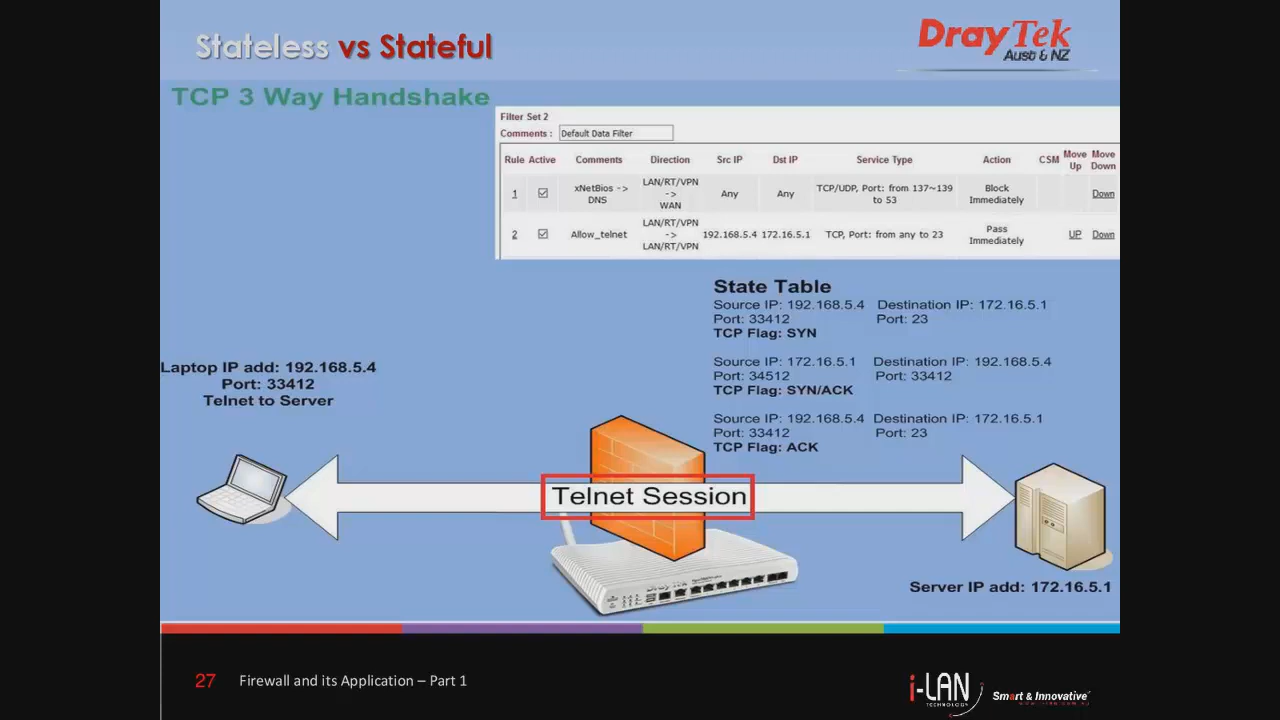 Stateless vs Stateful
DrayTek
Aust & NZ
TCP 3 Way Handshake
Filter Set 2
Comments : Default Data Filter
Rule Active Comments Direction Src IP Dst IP Service Type Action CSM Move Up Move Down
1 xNetBios -> DNS LAN/RT/VPN -> WAN Any Any TCP/UDP, Port: from 137~139 to 53 Block Immediately Down
2 Allow_telnet LAN/RT/VPN -> LAN/RT/VPN 192.168.5.4 172.16.5.1 TCP, Port: from any to 23 Pass Immediately UP Down
State Table
Source IP: 192.168.5.4 Destination IP: 172.16.5.1
Port: 33412 Port: 23
TCP Flag: SYN
Source IP: 172.16.5.1 Destination IP: 192.168.5.4
Port: 34512 Port: 33412
TCP Flag: SYN/ACK
Source IP: 192.168.5.4 Destination IP: 172.16.5.1
Port: 33412 Port: 23
TCP Flag: ACK
Laptop IP add: 192.168.5.4
Port: 33412
Telnet to Server
Telnet Session
Server IP add: 172.16.5.1
27 Firewall and its Application – Part 1
i-LAN
TECHNOLOGY
Smart & Innovative